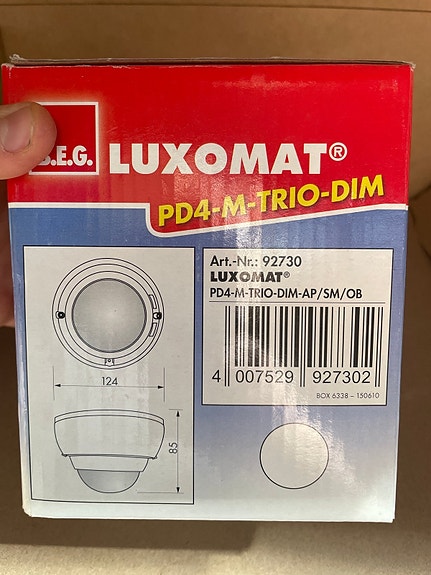 B.E.G. LUXOMAT®
PD4-M-TRIO-DIM
Art.-Nr.: 92730
LUXOMAT®
PD4-M-TRIO-DIM-AP/SM/OB
4 007529 927302
BOX 6338 – 150610
124
85